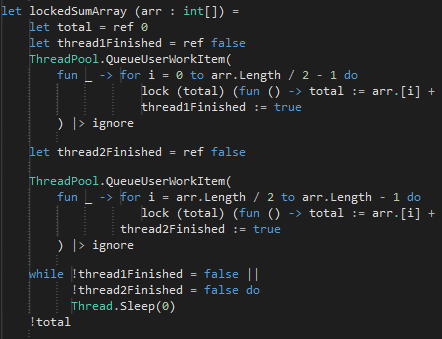 let lockedSumArray (arr : int[]) =
    let total = ref 0
    let thread1Finished = ref false
    ThreadPool.QueueUserWorkItem(
        fun _ -> for i = 0 to arr.Length / 2 - 1 do
                    lock (total) (fun () -> total := arr.[i] +
                    thread1Finished := true
        ) |> ignore

    let thread2Finished = ref false

    ThreadPool.QueueUserWorkItem(
        fun _ -> for i = arr.Length / 2 to arr.Length - 1 do
                    lock (total) (fun () -> total := arr.[i] +
                 thread2Finished := true
        ) |> ignore

    while !thread1Finished = false ||
          !thread2Finished = false do
          Thread.Sleep(0)
    !total